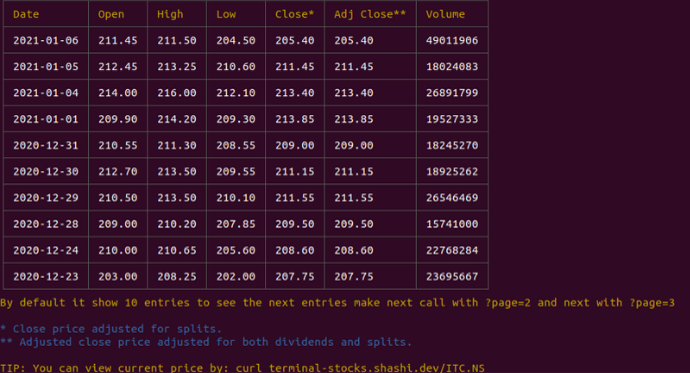 Date Open High Low Close* Adj Close** Volume
2021-01-06 211.45 211.50 204.50 205.40 205.40 49011906
2021-01-05 212.45 213.25 210.60 211.45 211.45 18024083
2021-01-04 214.00 216.00 212.10 213.40 213.40 26891799
2021-01-01 209.90 214.20 209.30 213.85 213.85 19527333
2020-12-31 210.55 211.30 208.55 209.00 209.00 18245270
2020-12-30 212.70 213.50 209.55 211.15 211.15 18925262
2020-12-29 210.50 213.50 210.10 211.55 211.55 26546469
2020-12-28 209.00 210.20 207.85 209.50 209.50 15741000
2020-12-24 210.00 210.65 205.60 208.60 208.60 22768284
2020-12-23 203.00 208.25 202.00 207.75 207.75 23695667
By default it show 10 entries to see the next entries make next call with ?page=2 and next with ?page=3
* Close price adjusted for splits.
** Adjusted close price adjusted for both dividends and splits.
TIP: You can view current price by: curl terminal-stocks.shashi.dev/ITC.NS